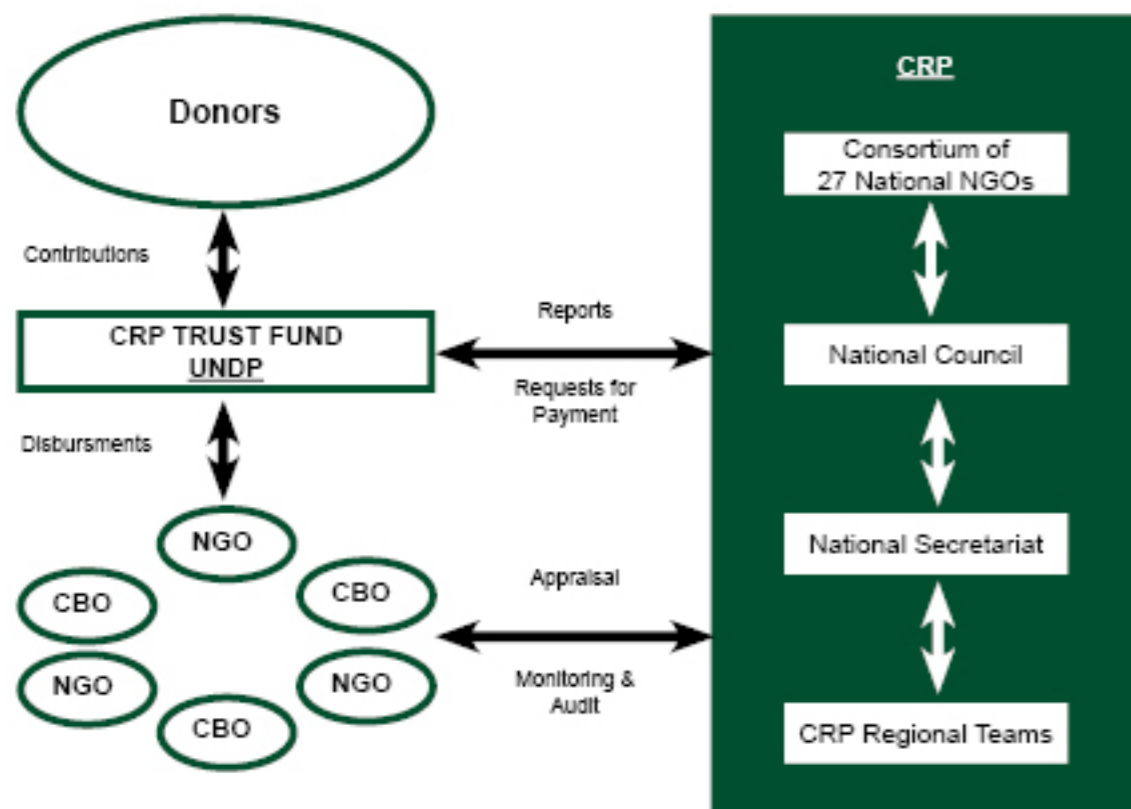 Donors
Contributions
CRP TRUST FUND
UNDP
Disbursments
NGO
CBO
CBO
NGO
NGO
CBO
Reports
Requests for
Payment
Appraisal
Monitoring &
Audit
CRP
Consortium of
27 National NGOs
National Council
National Secretariat
CRP Regional Teams